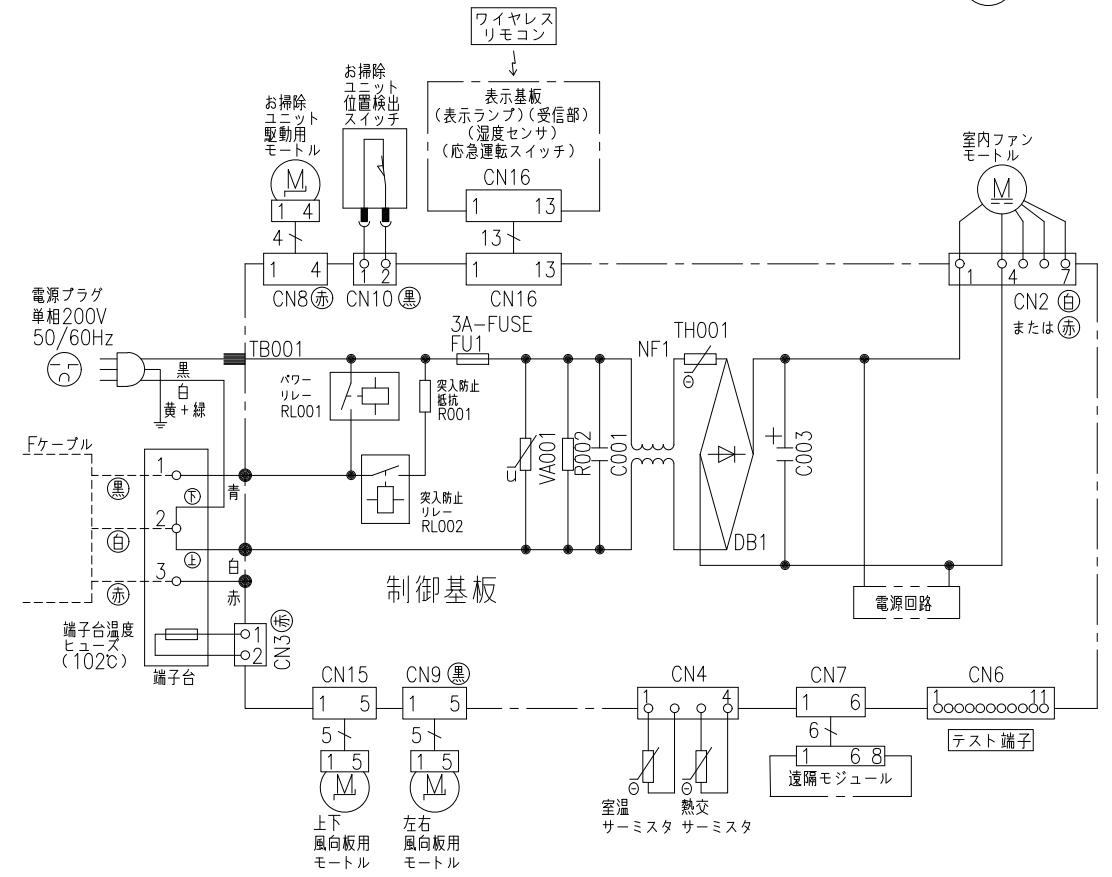 ワイヤレス
リモコン
お掃除
ユニット
位置検出
スイッチ
お掃除
ユニット
駆動用
モートル
M
1 4
4
表示基板
(表示ランプ)(受信部)
(湿度センサ)
(応急運転スイッチ)
CN16
1 13
13
室内ファン
モートル
M
1 4
CN8 赤
1 2
CN10 黒
1 13
CN16
1 4 7
CN2 白
または 赤
電源プラグ
単相200V
50/60Hz
TB001
黒
白
黄+緑
3A-FUSE
FU1
パワー
リレー
RL001
突入防止
抵抗
R001
突入防止
リレー
RL002
VA001
R002
C001
NF1
TH001
DB1
+
C003
電源回路
Fケーブル
黒
白
赤
1
2
3
下
上
青
白
赤
制御基板
端子台温度
ヒューズ
(102℃)
端子台
1
2
CN3 赤
CN15
1 5
5
1 5
M
上下
風向板用
モートル
CN9 黒
1 5
5
1 5
M
左右
風向板用
モートル
CN4
1 4
室温
サーミスタ
熱交
サーミスタ
CN7
1 6
6
1 6 8
遠隔モジュール
CN6
1 11
テスト端子